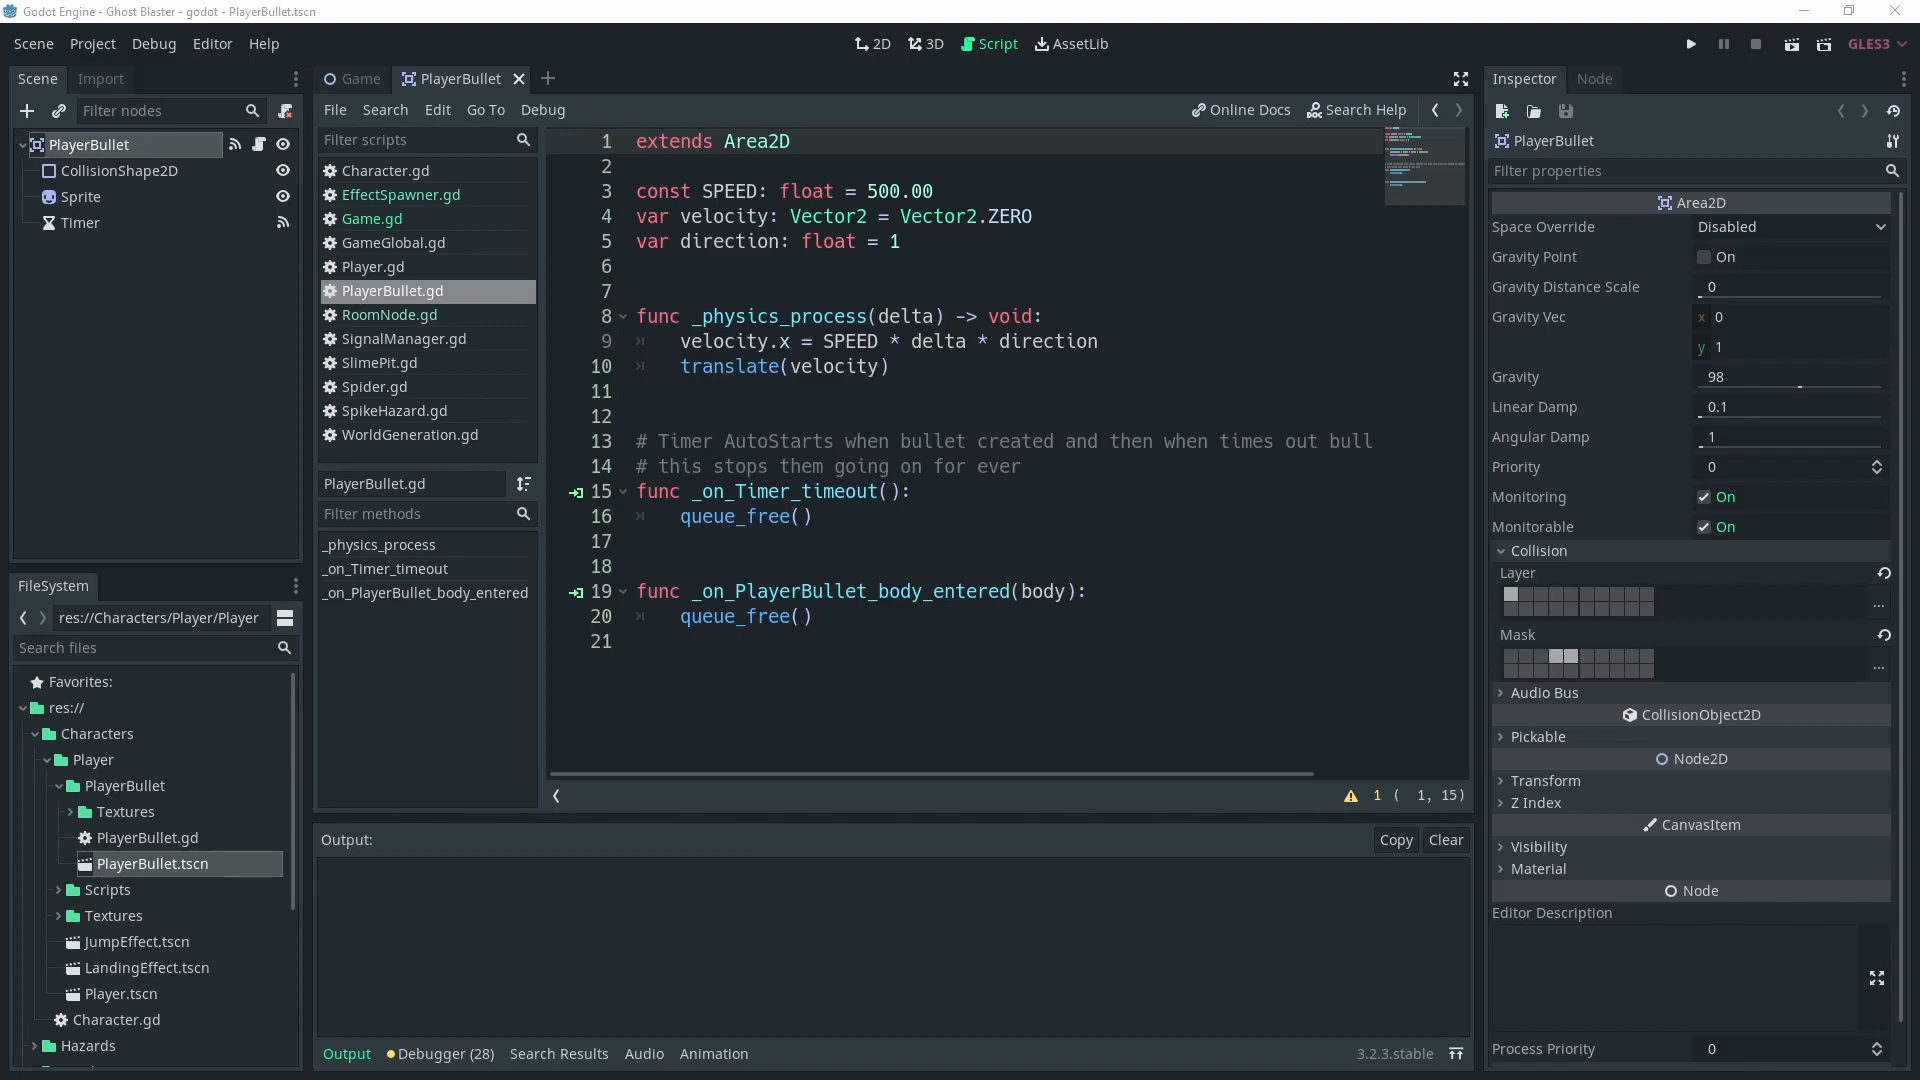 Godot Engine - Ghost Blaster - godot - PlayerBullet.tscn
Scene Project Debug Editor Help
2D 3D Script AssetLib
GLES3
Scene Import
Filter nodes
PlayerBullet
CollisionShape2D
Sprite
Timer
FileSystem
res://Characters/Player/Player
Search files
Favorites:
res://
Characters
Player
PlayerBullet
Textures
PlayerBullet.gd
PlayerBullet.tscn
Scripts
Textures
JumpEffect.tscn
LandingEffect.tscn
Player.tscn
Character.gd
Hazards
Game PlayerBullet
File Search Edit Go To Debug
Online Docs Search Help
Filter scripts
Character.gd
EffectSpawner.gd
Game.gd
GameGlobal.gd
Player.gd
PlayerBullet.gd
RoomNode.gd
SignalManager.gd
SlimePit.gd
Spider.gd
SpikeHazard.gd
WorldGeneration.gd
PlayerBullet.gd
Filter methods
_physics_process
_on_Timer_timeout
_on_PlayerBullet_body_entered
1 extends Area2D
2
3 const SPEED: float = 500.00
4 var velocity: Vector2 = Vector2.ZERO
5 var direction: float = 1
6
7
8 func _physics_process(delta) -> void:
9 velocity.x = SPEED * delta * direction
10 translate(velocity)
11
12
13 # Timer AutoStarts when bullet created and then when times out bull
14 # this stops them going on for ever
15 func _on_Timer_timeout():
16 queue_free()
17
18
19 func _on_PlayerBullet_body_entered(body):
20 queue_free()
21
1 ( 1, 15)
Output:
Copy Clear
Output Debugger (28) Search Results Audio Animation
3.2.3.stable
Inspector Node
PlayerBullet
Filter properties
Area2D
Space Override Disabled
Gravity Point On
Gravity Distance Scale 0
Gravity Vec x 0
y 1
Gravity 98
Linear Damp 0.1
Angular Damp 1
Priority 0
Monitoring On
Monitorable On
Collision
Layer
...
Mask
...
Audio Bus
CollisionObject2D
Pickable
Node2D
Transform
Z Index
CanvasItem
Visibility
Material
Node
Editor Description
Process Priority 0